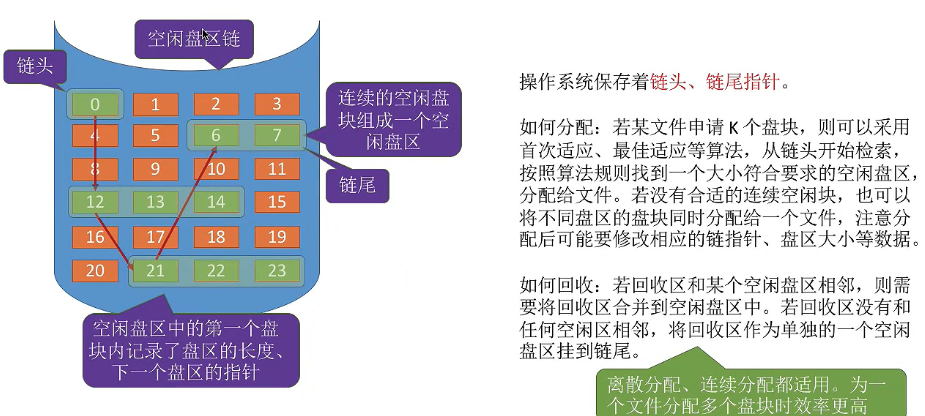 空闲盘区链
链头
0 1 2 3
4 5 6 7
8 9 10 11
12 13 14 15
16 17 18 19
20 21 22 23
连续的空闲盘
块组成一个空
闲盘区
链尾
空闲盘区中的第一个盘
块内记录了盘区的长度、
下一个盘区的指针
操作系统保存着链头、链尾指针。
如何分配：若某文件申请 K 个盘块，则可以采用
首次适应、最佳适应等算法，从链头开始检索，
按照算法规则找到一个大小符合要求的空闲盘区，
分配给文件。若没有合适的连续空闲块，也可以
将不同盘区的盘块同时分配给一个文件，注意分
配后可能要修改相应的链指针、盘区大小等数据。
如何回收：若回收区和某个空闲盘区相邻，则需
要将回收区合并到空闲盘区中。若回收区没有和
任何空闲区相邻，将回收区作为单独的一个空闲
盘区挂到链尾。
离散分配、连续分配都适用。为一
个文件分配多个盘块时效率更高